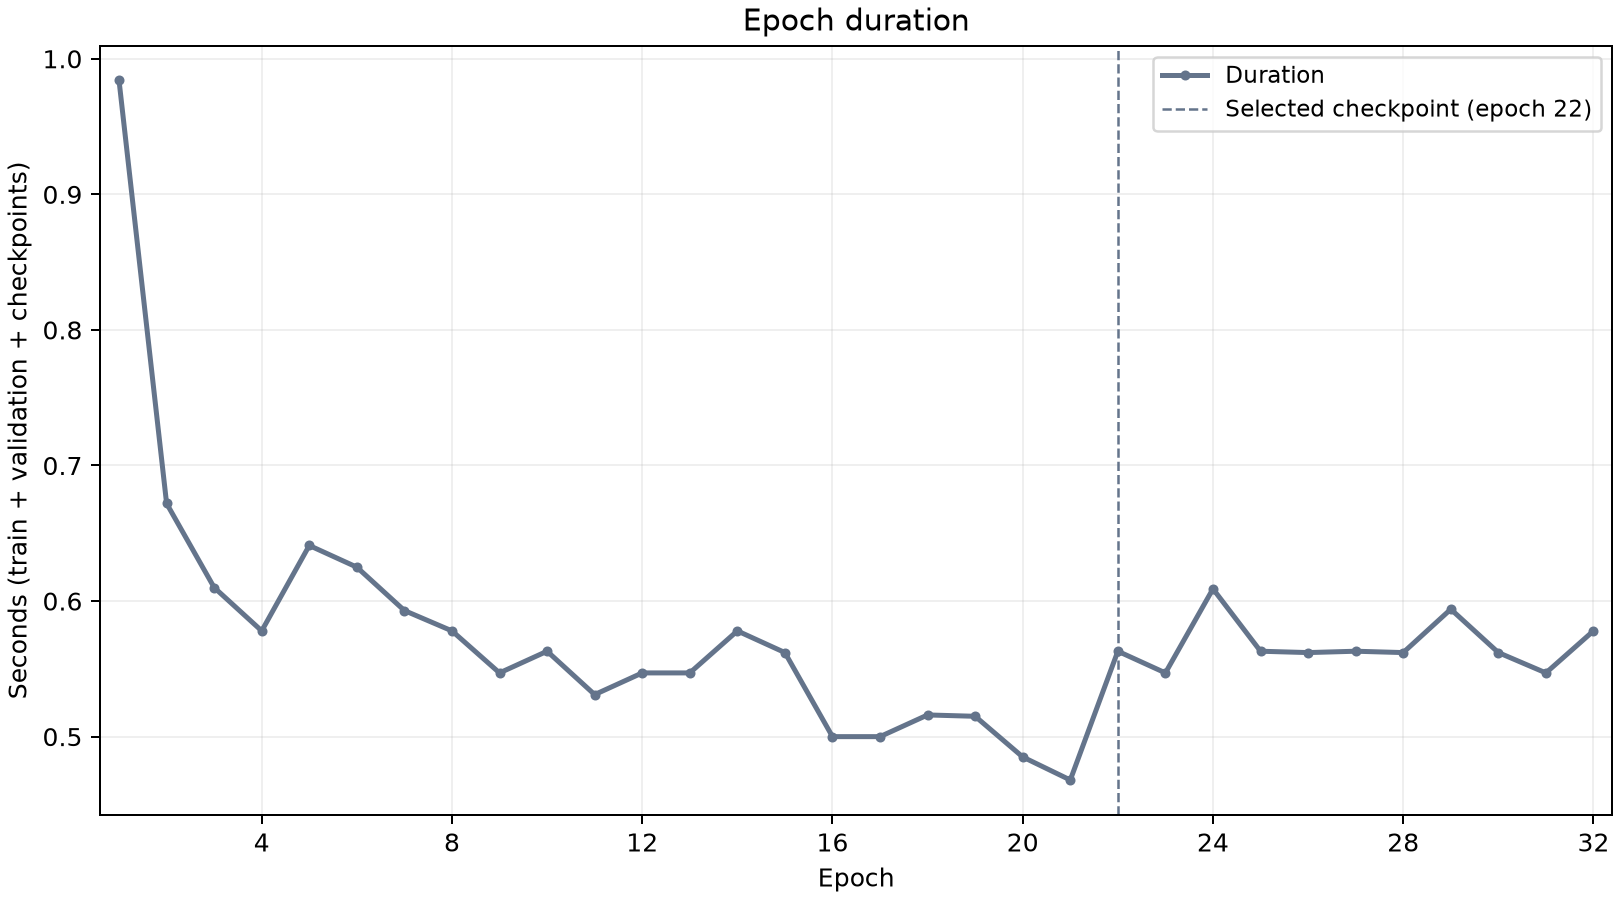 Epoch duration
Duration
Selected checkpoint (epoch 22)
Seconds (train + validation + checkpoints)
1.0
0.9
0.8
0.7
0.6
0.5
4 8 12 16 20 24 28 32
Epoch